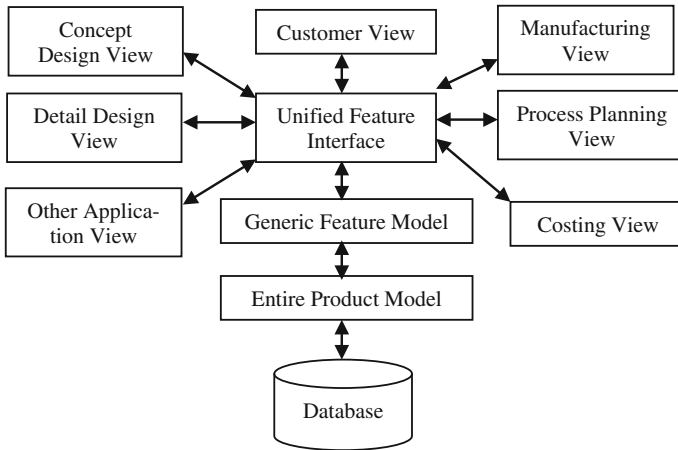 Concept
Design View
Customer View
Manufacturing
View
Detail Design
View
Unified Feature
Interface
Process Planning
View
Other Applica-
tion View
Generic Feature Model
Costing View
Entire Product Model
Database